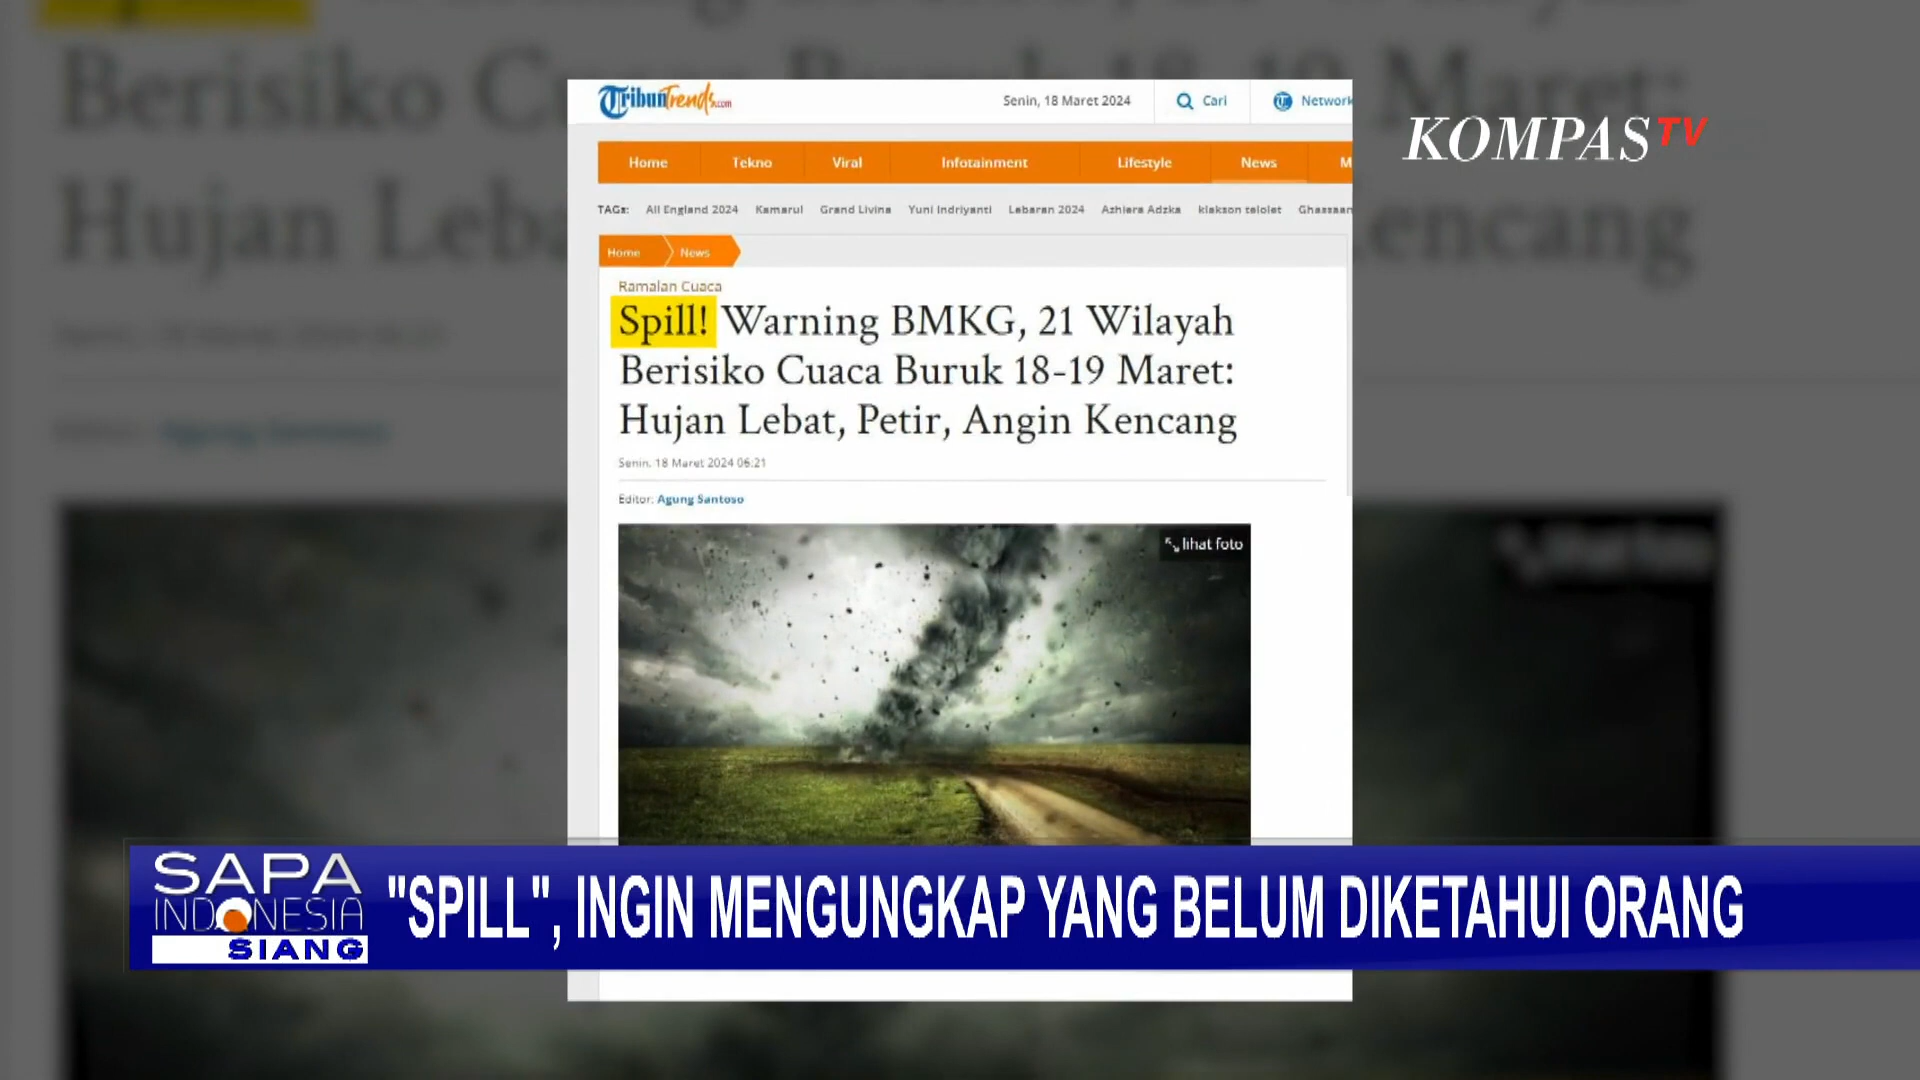 TribunTrends.com
Senin, 18 Maret 2024
Cari
Network
KOMPAS TV
Home Tekno Viral Infotainment Lifestyle News M
TAGs: All England 2024 Kamarul Grand Livina Yuni Indriyanti Lebaran 2024 Azhiera Adzka klakson telolet Ghassaan
Home News
Ramalan Cuaca
Spill! Warning BMKG, 21 Wilayah
Berisiko Cuaca Buruk 18-19 Maret:
Hujan Lebat, Petir, Angin Kencang
Senin, 18 Maret 2024 06:21
Editor: Agung Santoso
lihat foto
SAPA
INDONESIA
SIANG
"SPILL", INGIN MENGUNGKAP YANG BELUM DIKETAHUI ORANG